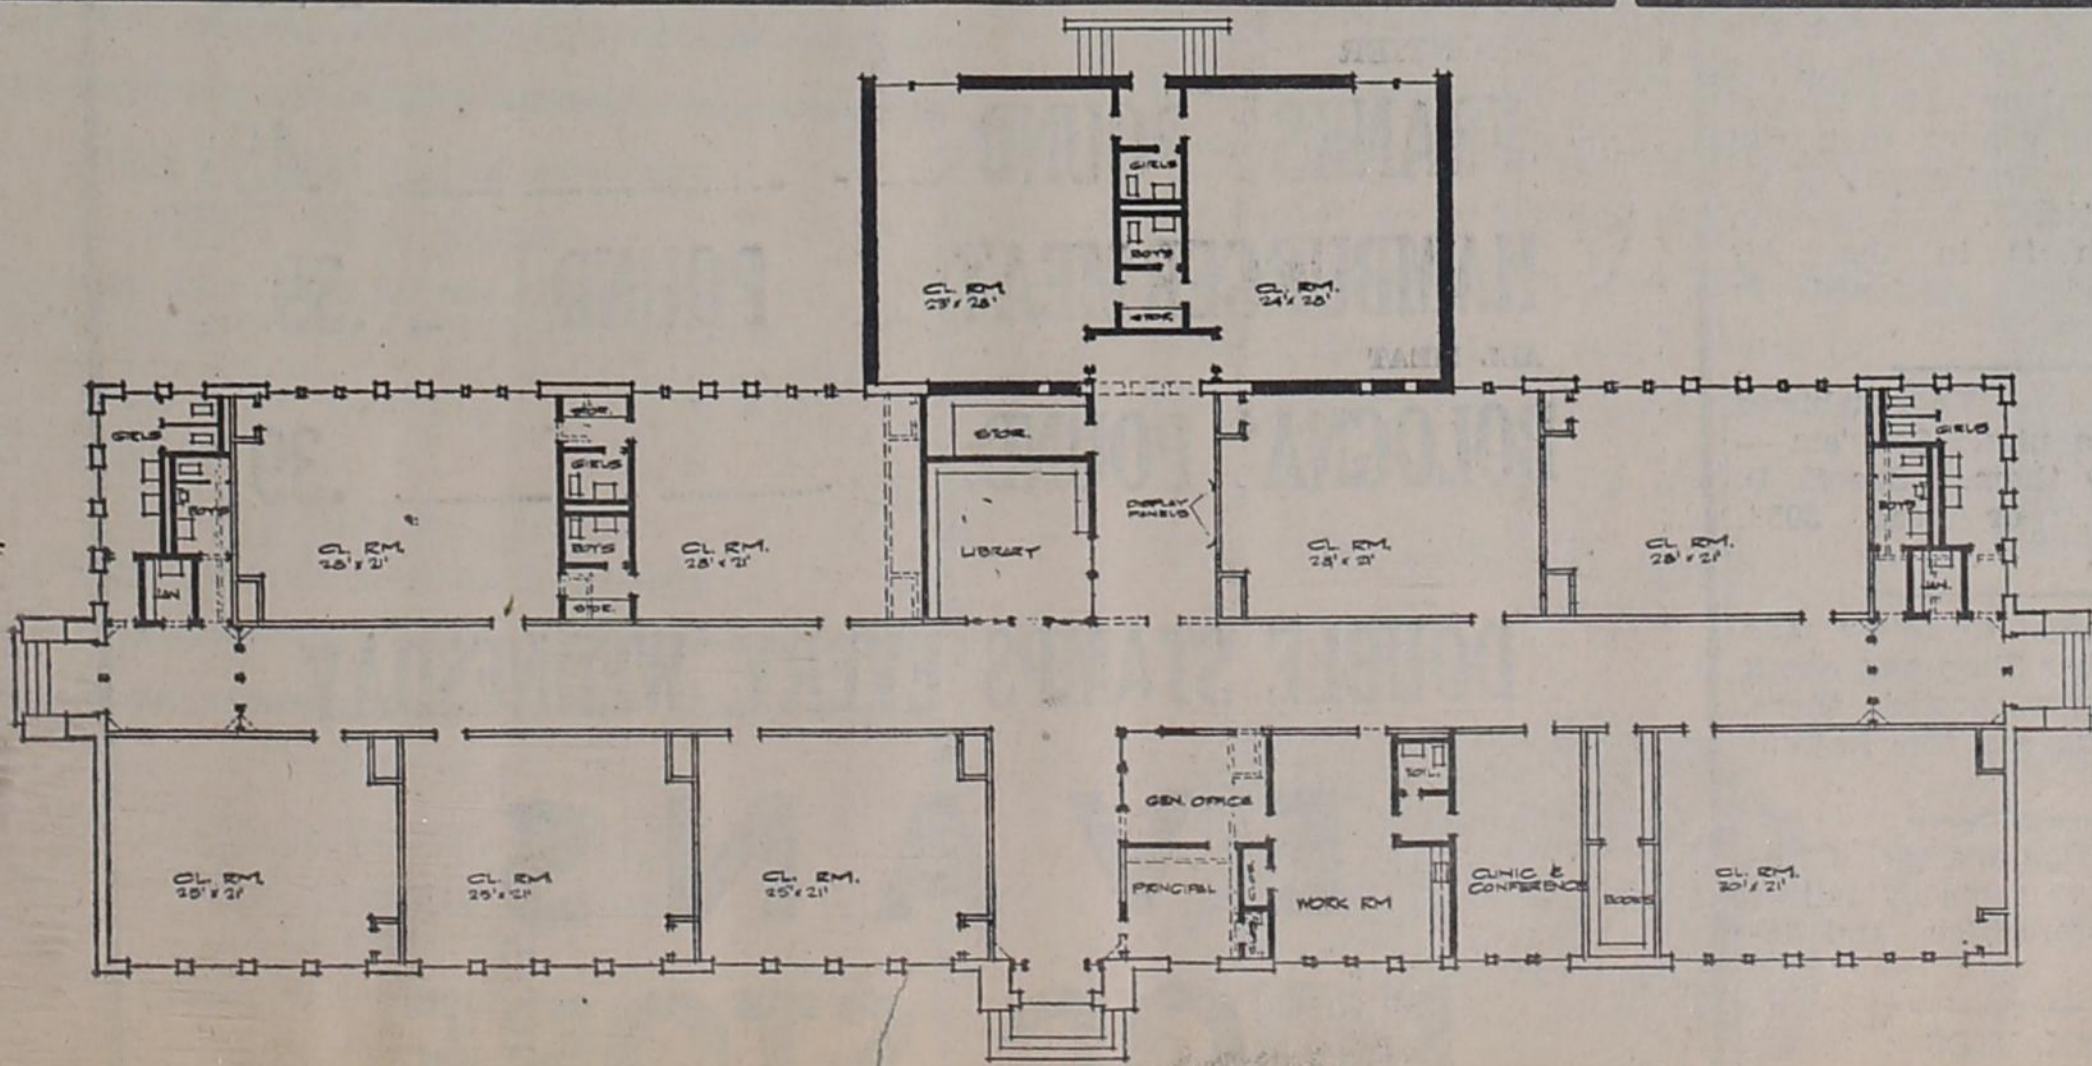 GIRLS
BOYS
STOR.
CL. RM.
23' x 28'
CL. RM.
24' x 28'
GIRLS
BOYS
CL. RM.
28' x 21'
STOR.
GIRLS
BOYS
STOR.
CL. RM.
28' x 21'
STOR.
LIBRARY
DISPLAY
PANELS
CL. RM.
28' x 21'
CL. RM.
28' x 21'
GIRLS
BOYS
CL. RM.
25' x 21'
CL. RM.
25' x 21'
CL. RM.
25' x 21'
GEN. OFFICE
PRINCIPAL
WORK RM
TOIL.
CLINIC &
CONFERENCE
BOOKS
CL. RM.
30' x 21'